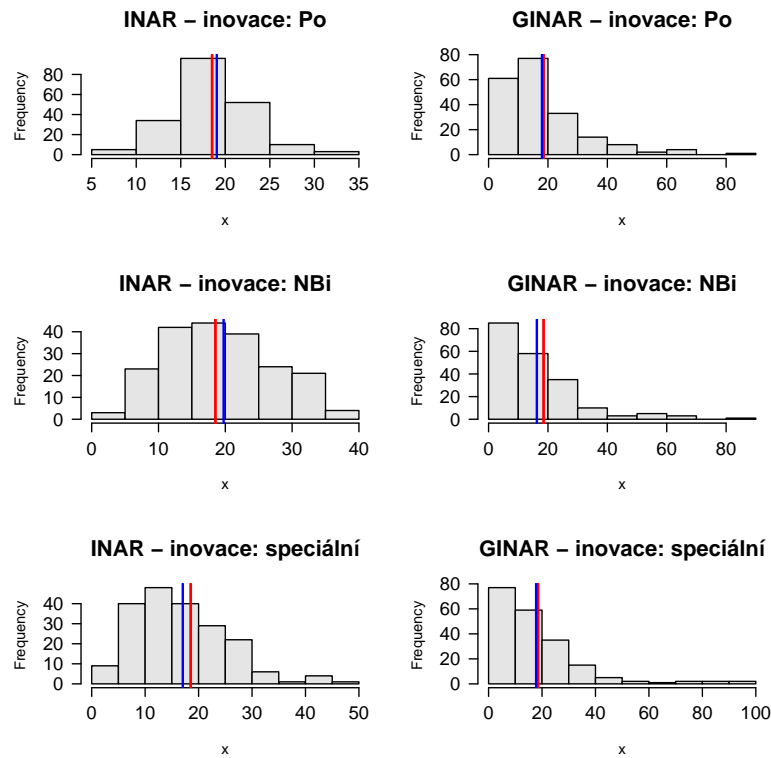 INAR – inovace: Po
Frequency
80
60
40
20
0
5 10 15 20 25 30 35
x
GINAR – inovace: Po
Frequency
80
60
40
20
0
0 20 40 60 80
x
INAR – inovace: NBi
Frequency
40
30
20
10
0
0 10 20 30 40
x
GINAR – inovace: NBi
Frequency
80
60
40
20
0
0 20 40 60 80
x
INAR – inovace: speciální
Frequency
40
30
20
10
0
0 10 20 30 40 50
x
GINAR – inovace: speciální
Frequency
80
60
40
20
0
0 20 40 60 80 100
x